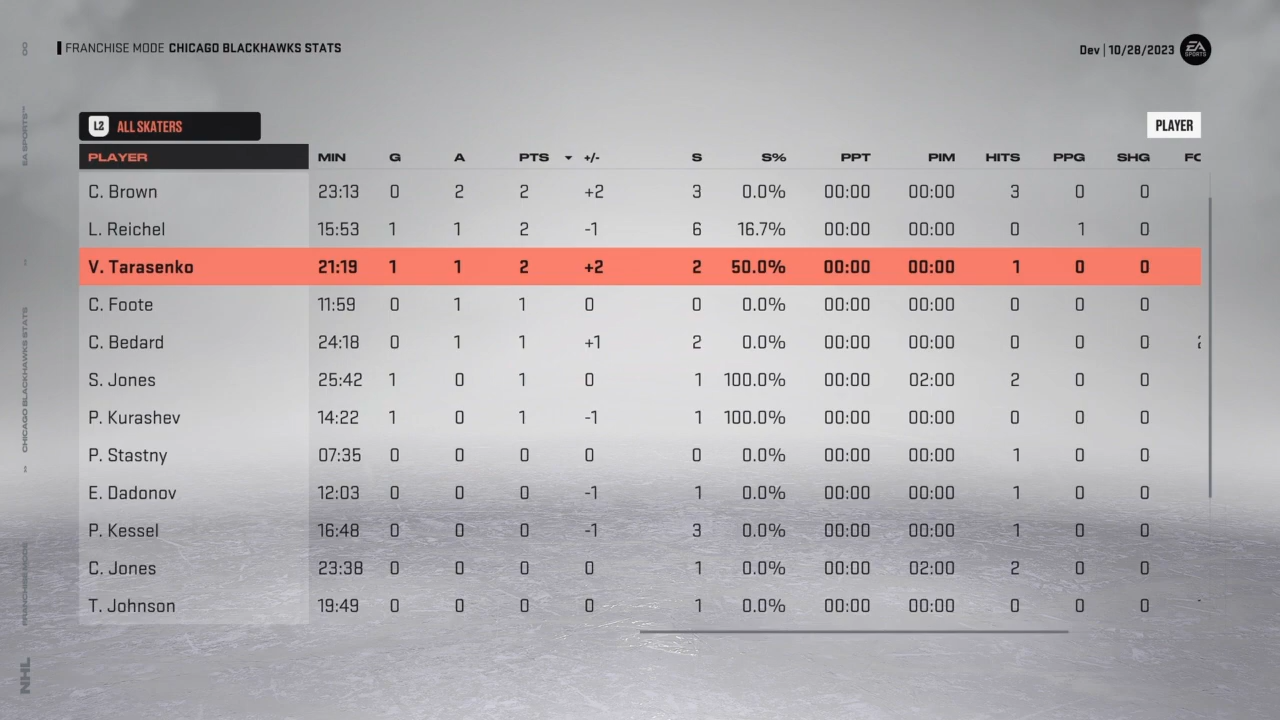 FRANCHISE MODE CHICAGO BLACKHAWKS STATS
Dev | 10/28/2023 EA SPORTS
L2 ALL SKATERS
PLAYER
PLAYER MIN G A PTS +/- S S% PPT PIM HITS PPG SHG
C. Brown 23:13 0 2 2 +2 3 0.0% 00:00 00:00 3 0 0
L. Reichel 15:53 1 1 2 -1 6 16.7% 00:00 00:00 0 1 0
V. Tarasenko 21:19 1 1 2 +2 2 50.0% 00:00 00:00 1 0 0
C. Foote 11:59 0 1 1 0 0 0.0% 00:00 00:00 0 0 0
C. Bedard 24:18 0 1 1 +1 2 0.0% 00:00 00:00 0 0 0
S. Jones 25:42 1 0 1 0 1 100.0% 00:00 02:00 2 0 0
P. Kurashev 14:22 1 0 1 -1 1 100.0% 00:00 00:00 0 0 0
P. Stastny 07:35 0 0 0 0 0 0.0% 00:00 00:00 1 0 0
E. Dadonov 12:03 0 0 0 -1 1 0.0% 00:00 00:00 1 0 0
P. Kessel 16:48 0 0 0 -1 3 0.0% 00:00 00:00 1 0 0
C. Jones 23:38 0 0 0 0 1 0.0% 00:00 02:00 2 0 0
T. Johnson 19:49 0 0 0 0 1 0.0% 00:00 00:00 0 0 0
NHL
FRANCHISE MODE
CHICAGO BLACKHAWKS STATS
EA SPORTS™